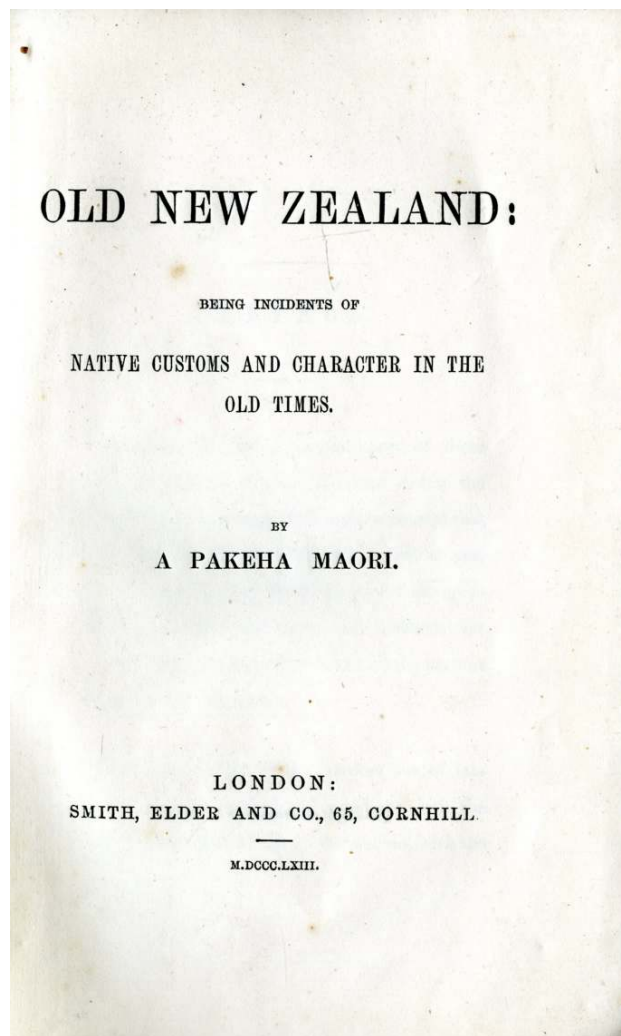 OLD NEW ZEALAND:
BEING INCIDENTS OF
NATIVE CUSTOMS AND CHARACTER IN THE
OLD TIMES.
BY
A PAKEHA MAORI.
LONDON:
SMITH, ELDER AND CO., 65, CORNHILL.
M.DCCC.LXIII.